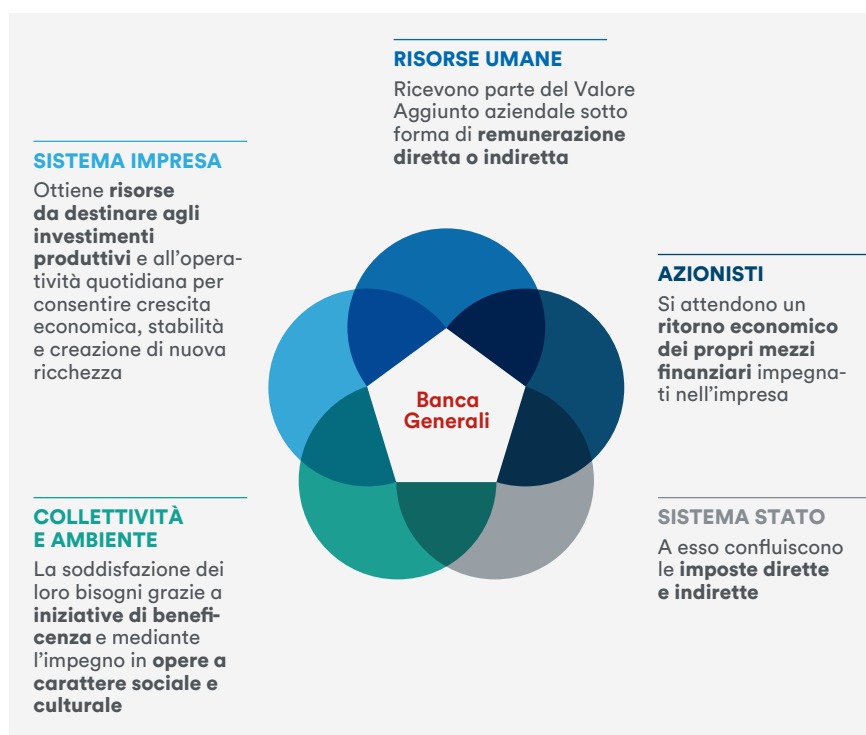 RISORSE UMANE
Ricevono parte del Valore
Aggiunto aziendale sotto
forma di remunerazione
diretta o indiretta
SISTEMA IMPRESA
Ottiene risorse
da destinare agli
investimenti
produttivi e all’opera-
tività quotidiana per
consentire crescita
economica, stabilità
e creazione di nuova
ricchezza
AZIONISTI
Si attendono un
ritorno economico
dei propri mezzi
finanziari impegna-
ti nell’impresa
Banca
Generali
COLLETTIVITÀ
E AMBIENTE
La soddisfazione dei
loro bisogni grazie a
iniziative di benefi-
cenza e mediante
l’impegno in opere a
carattere sociale e
culturale
SISTEMA STATO
A esso confluiscono
le imposte dirette
e indirette